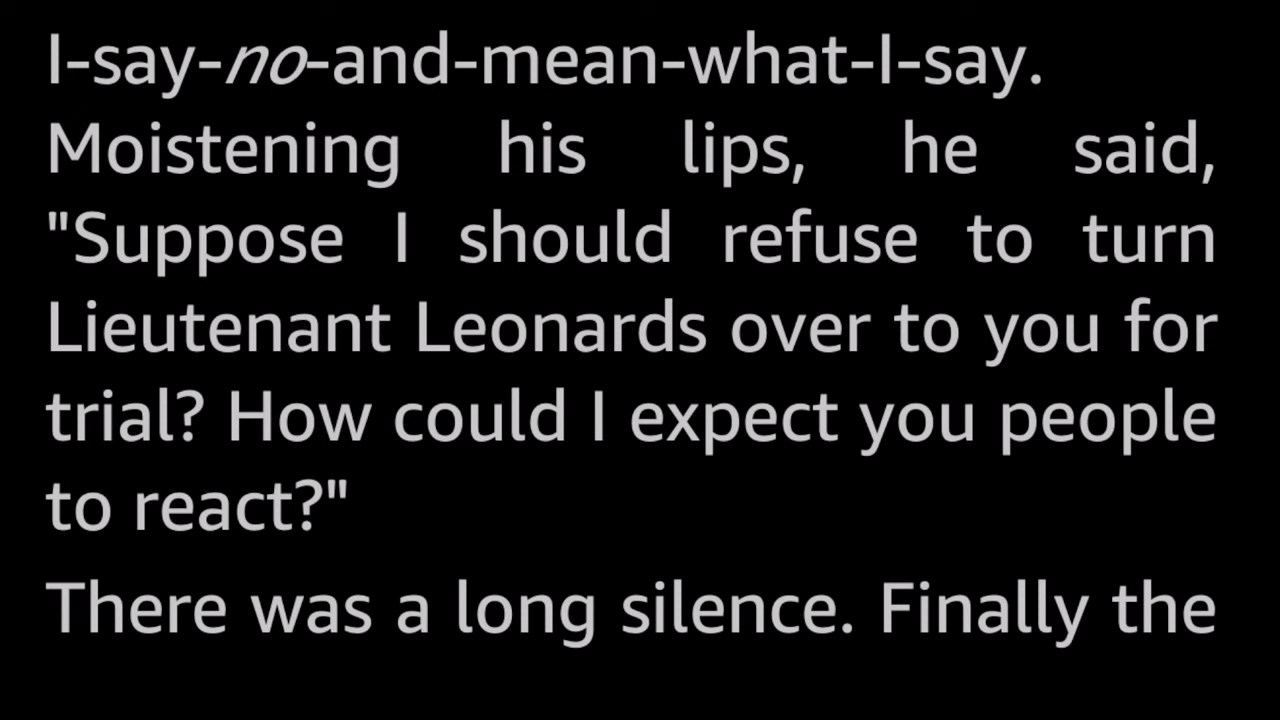 I-say-no-and-mean-what-I-say.
Moistening his lips, he said,
"Suppose I should refuse to turn
Lieutenant Leonards over to you for
trial? How could I expect you people
to react?"
There was a long silence. Finally the